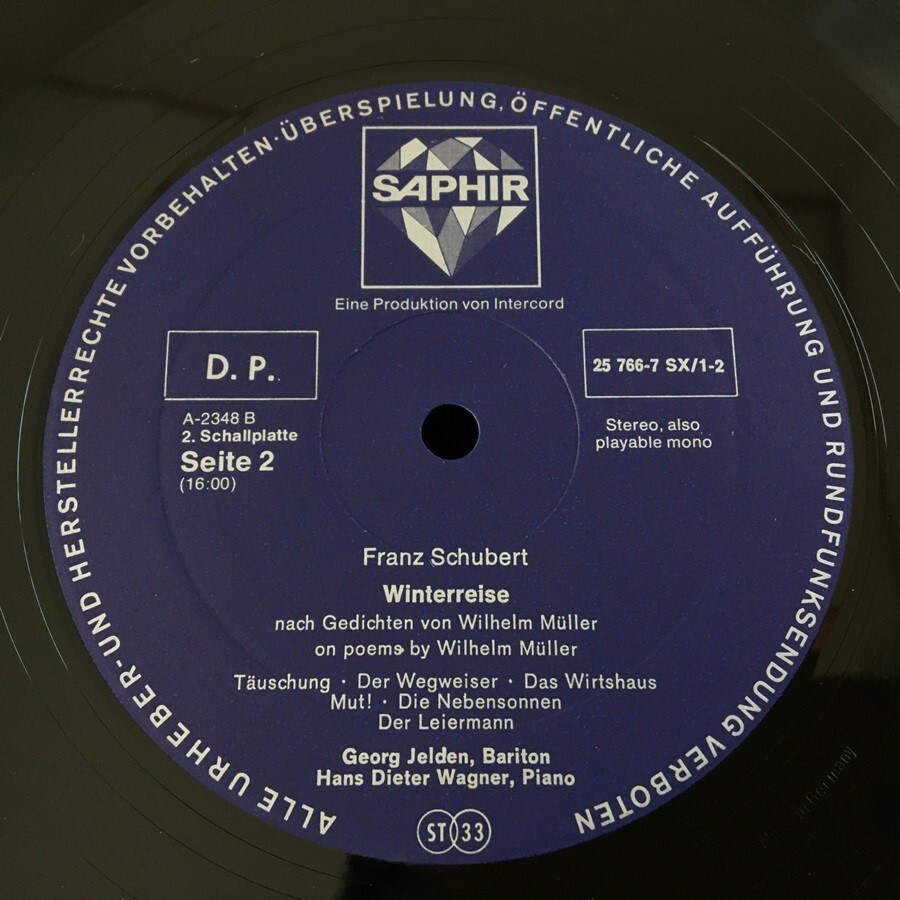 ALLE URHEBER-UND HERSTELLERRECHTE VORBEHALTEN·ÜBERSPIELUNG, ÖFFENTLICHE AUFFÜHRUNG UND RUNDFUNKSENDUNG VERBOTEN
SAPHIR
Eine Produktion von Intercord
D. P.
25 766-7 SX/1-2
A-2348 B
2. Schallplatte
Seite 2
(16:00)
Stereo, also
playable mono
Franz Schubert
Winterreise
nach Gedichten von Wilhelm Müller
on poems by Wilhelm Müller
Täuschung · Der Wegweiser · Das Wirtshaus
Mut! · Die Nebensonnen
Der Leiermann
Georg Jelden, Bariton
Hans Dieter Wagner, Piano
ST 33
Made in Germany